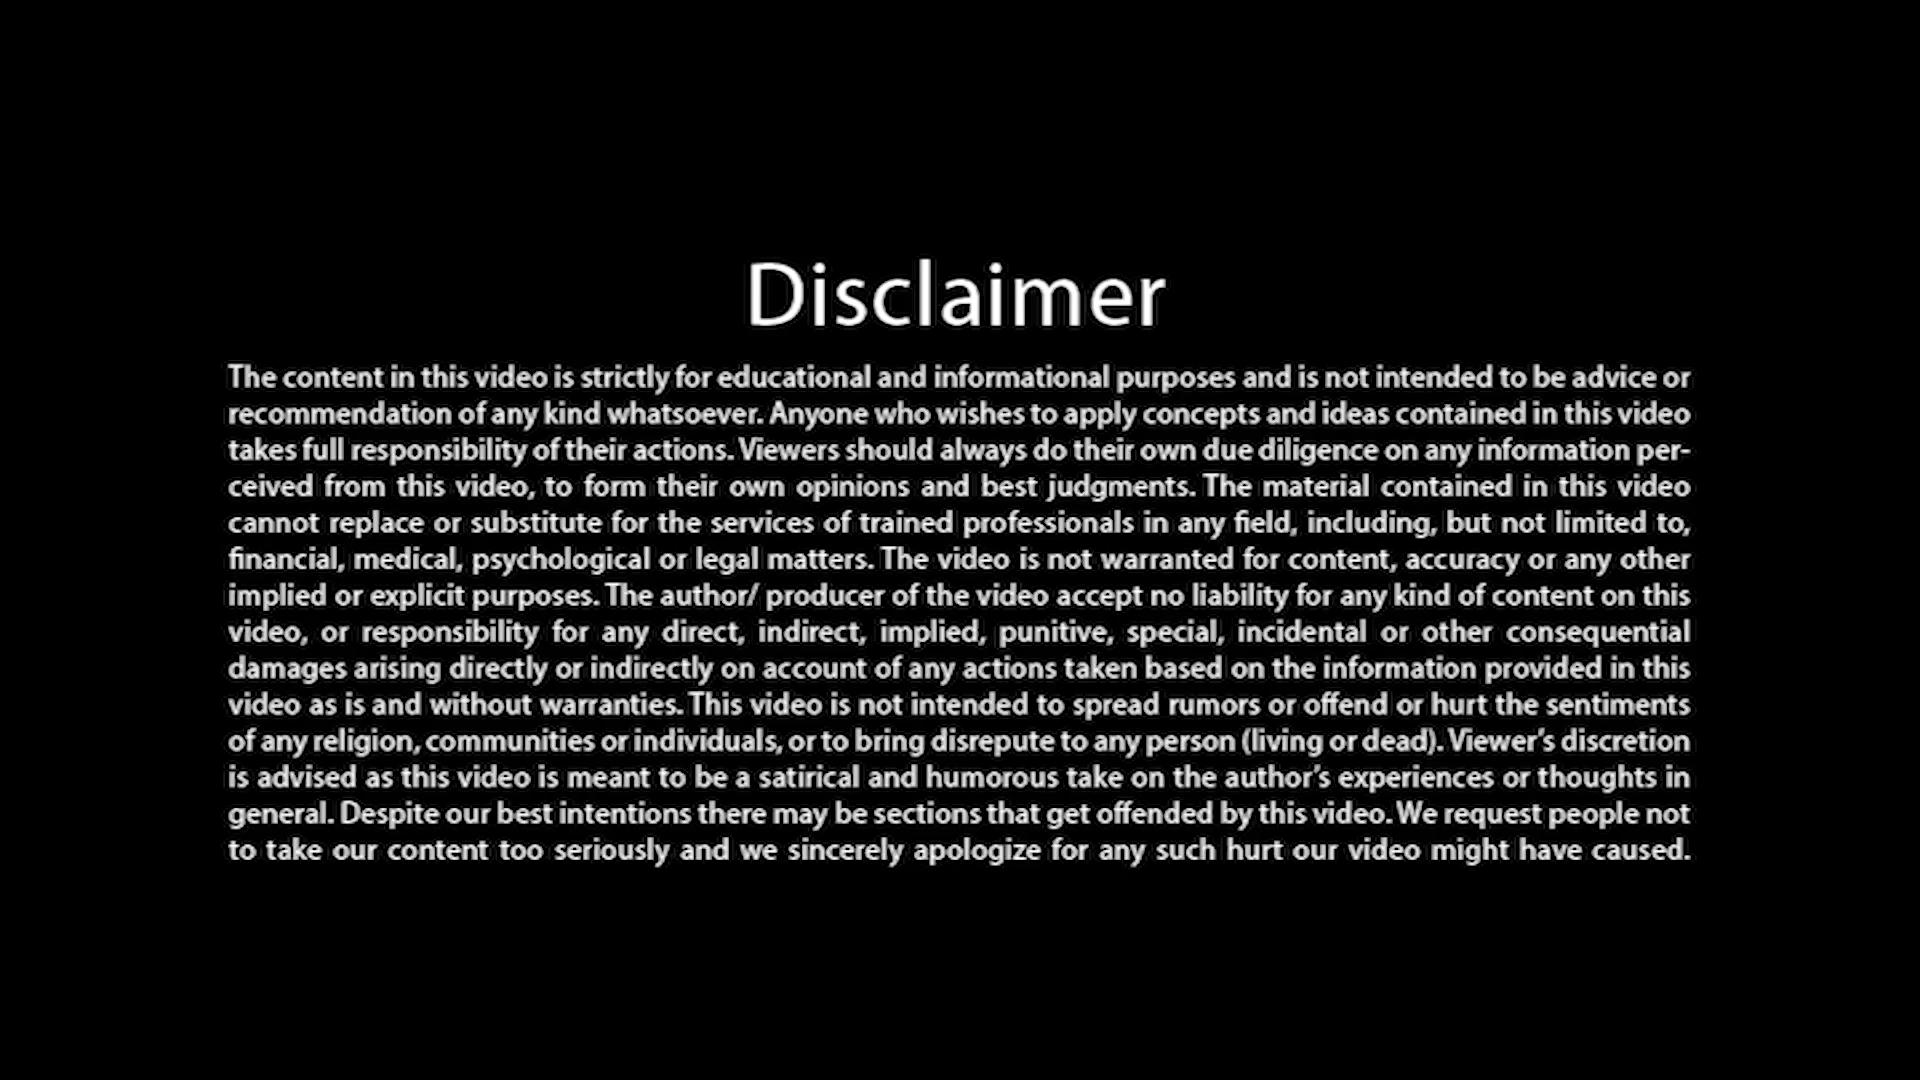 Disclaimer
The content in this video is strictly for educational and informational purposes and is not intended to be advice or
recommendation of any kind whatsoever. Anyone who wishes to apply concepts and ideas contained in this video
takes full responsibility of their actions. Viewers should always do their own due diligence on any information per-
ceived from this video, to form their own opinions and best judgments. The material contained in this video
cannot replace or substitute for the services of trained professionals in any field, including, but not limited to,
financial, medical, psychological or legal matters. The video is not warranted for content, accuracy or any other
implied or explicit purposes. The author/ producer of the video accept no liability for any kind of content on this
video, or responsibility for any direct, indirect, implied, punitive, special, incidental or other consequential
damages arising directly or indirectly on account of any actions taken based on the information provided in this
video as is and without warranties. This video is not intended to spread rumors or offend or hurt the sentiments
of any religion, communities or individuals, or to bring disrepute to any person (living or dead). Viewer's discretion
is advised as this video is meant to be a satirical and humorous take on the author's experiences or thoughts in
general. Despite our best intentions there may be sections that get offended by this video. We request people not
to take our content too seriously and we sincerely apologize for any such hurt our video might have caused.